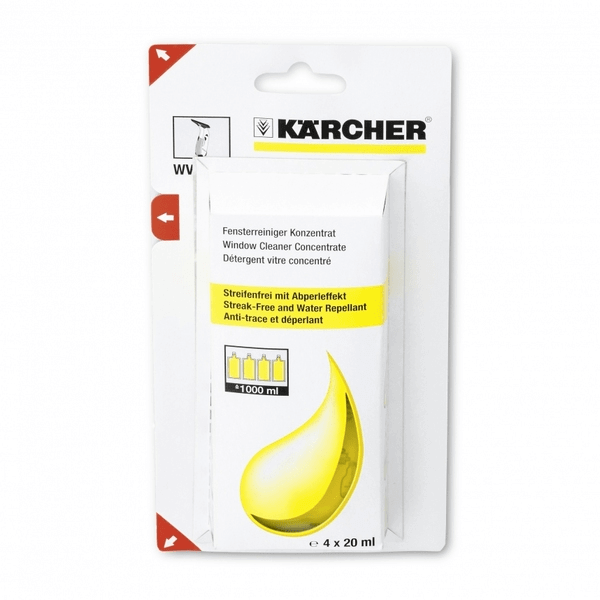 KÄRCHER®
WV
Fensterreiniger Konzentrat
Window Cleaner Concentrate
Détergent vitre concentré
Streifenfrei mit Abperleffekt
Streak-Free and Water Repellant
Anti-trace et déperlant
≙1000 ml
℮ 4 x 20 ml